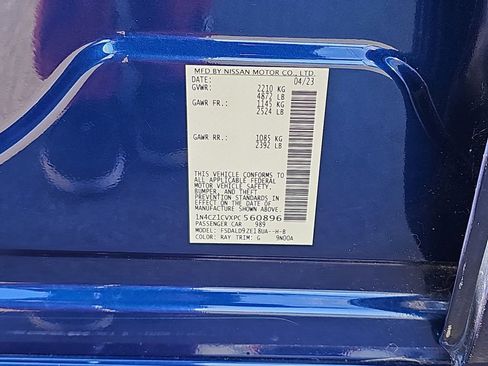 MFD BY NISSAN MOTOR CO., LTD.
DATE: 04/23
GVWR: 2210 KG
4872 LB
GAWR FR.: 1145 KG
2524 LB
GAWR RR.: 1085 KG
2392 LB
THIS VEHICLE CONFORMS TO
ALL APPLICABLE FEDERAL
MOTOR VEHICLE SAFETY,
BUMPER, AND THEFT
PREVENTION STANDARDS IN
EFFECT ON THE DATE OF
MANUFACTURE SHOWN ABOVE.
1N4CZ1CVXPC560896
PASSENGER CAR 989
MODEL: FSDALD9ZE18UA--H-B
COLOR: RAY TRIM: G 9N00A